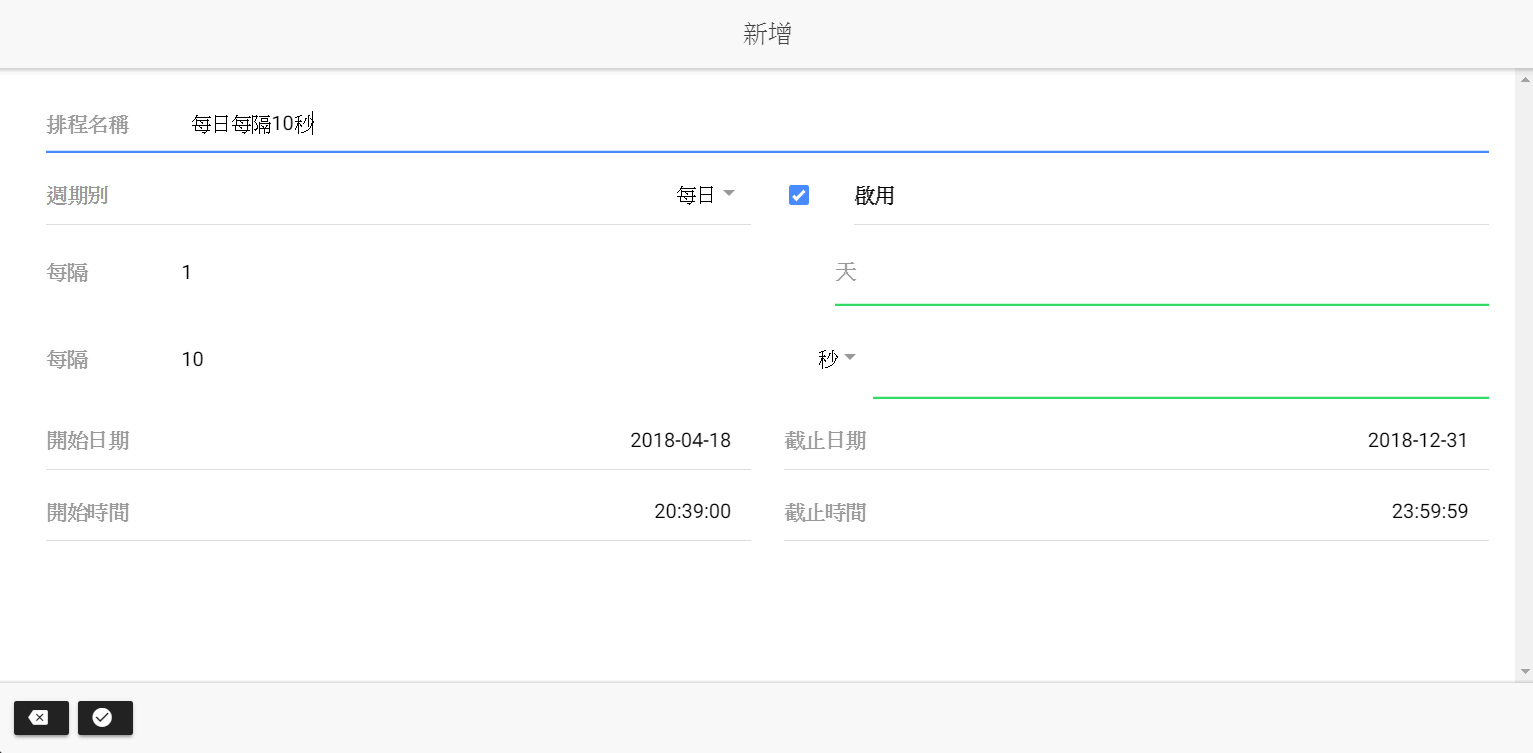 新增
排程名稱 每日每隔10秒
週期別 每日 啟用
每隔 1 天
每隔 10 秒
開始日期 2018-04-18 截止日期 2018-12-31
開始時間 20:39:00 截止時間 23:59:59